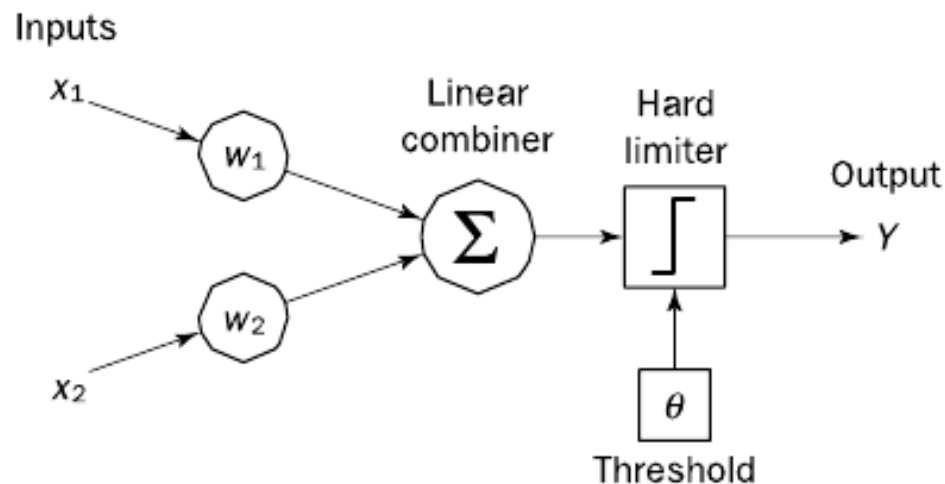 Inputs
x₁
w₁
Linear
combiner
Σ
Hard
limiter
Output
Y
w₂
x₂
θ
Threshold